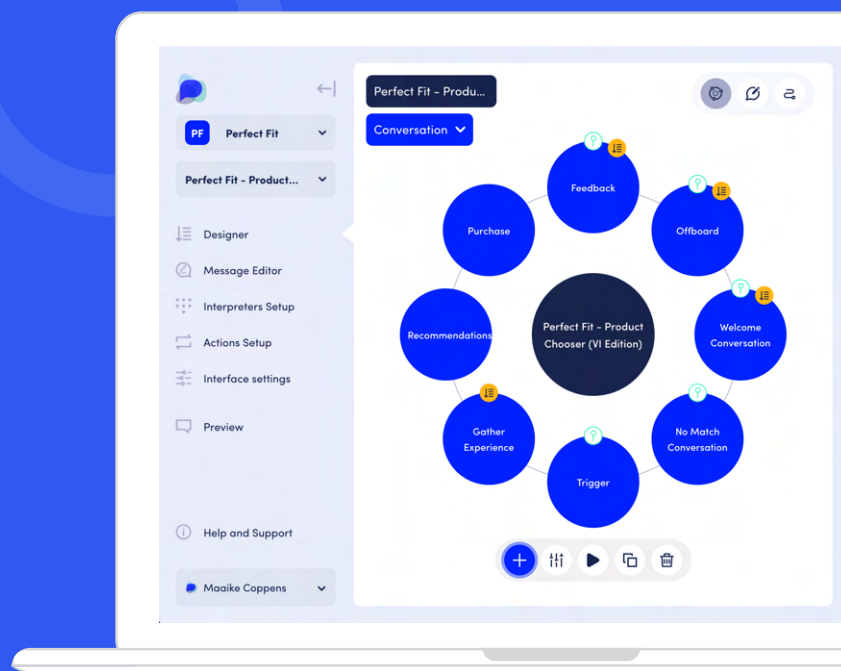 PF Perfect Fit
Perfect Fit - Product...
Designer
Message Editor
Interpreters Setup
Actions Setup
Interface settings
Preview
Help and Support
Maaike Coppens
Perfect Fit - Produ...
Conversation
Feedback
Offboard
Welcome
Conversation
No Match
Conversation
Trigger
Gather
Experience
Recommendations
Purchase
Perfect Fit - Product
Chooser (VI Edition)